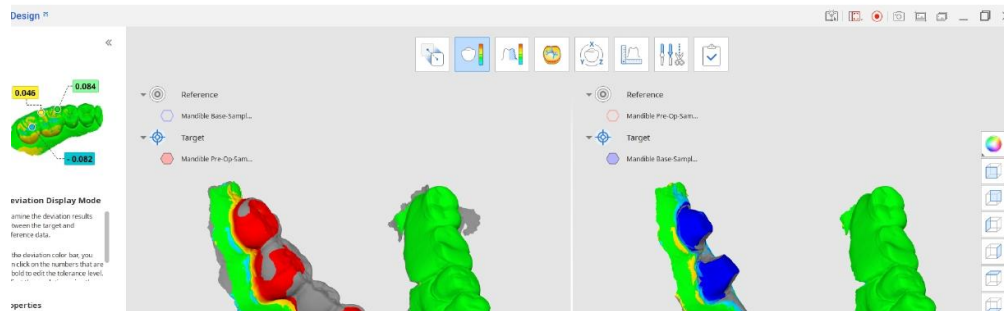 Design
0.046
0.084
- 0.082
eviation Display Mode
amine the deviation results
tween the target and
ference data.
the deviation color bar, you
n click on the numbers that are
bold to edit the tolerance level.
operties
Reference
Mandible Base-Sampl...
Target
Mandible Pre-Op-Sam...
Reference
Mandible Pre-Op-Sam...
Target
Mandible Base-Sampl...
X
Y
Z